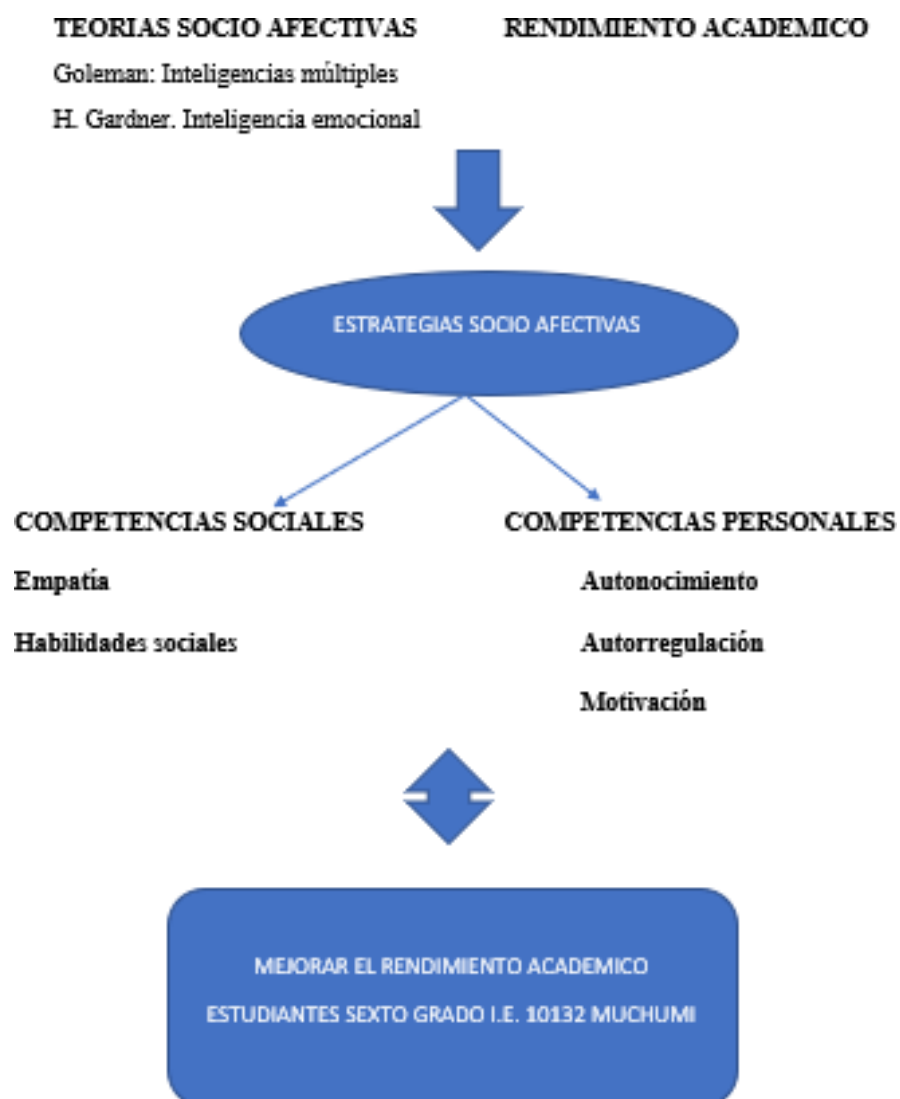 TEORIAS SOCIO AFECTIVAS RENDIMIENTO ACADEMICO
Goleman: Inteligencias múltiples
H. Gardner. Inteligencia emocional
ESTRATEGIAS SOCIO AFECTIVAS
COMPETENCIAS SOCIALES COMPETENCIAS PERSONALES
Empatía Autonocimiento
Habilidades sociales Autorregulación
Motivación
MEJORAR EL RENDIMIENTO ACADEMICO
ESTUDIANTES SEXTO GRADO I.E. 10132 MUCHUMI